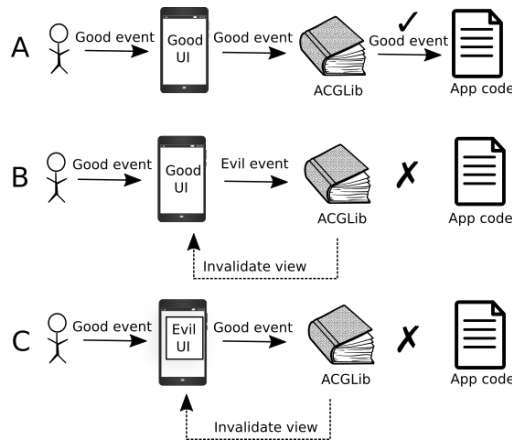 A
Good event
Good
UI
Good event
ACGLib
✓
Good event
App code
B
Good event
Good
UI
Evil event
ACGLib
✗
App code
Invalidate view
C
Good event
Evil
UI
Good event
ACGLib
✗
App code
Invalidate view